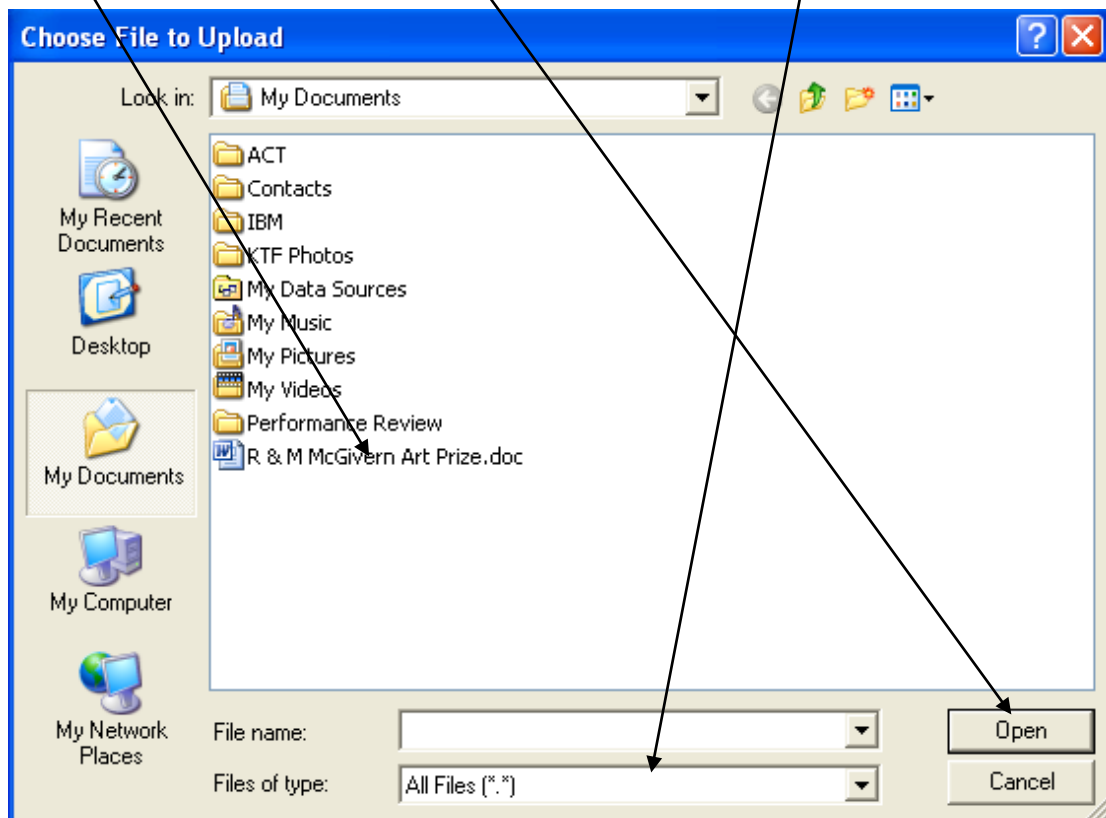 Choose File to Upload
Look in:
My Documents
My Recent
Documents
Desktop
My Documents
My Computer
My Network
Places
ACT
Contacts
IBM
KTF Photos
My Data Sources
My Music
My Pictures
My Videos
Performance Review
R & M McGivern Art Prize.doc
File name:
Open
Files of type:
All Files (*.*)
Cancel